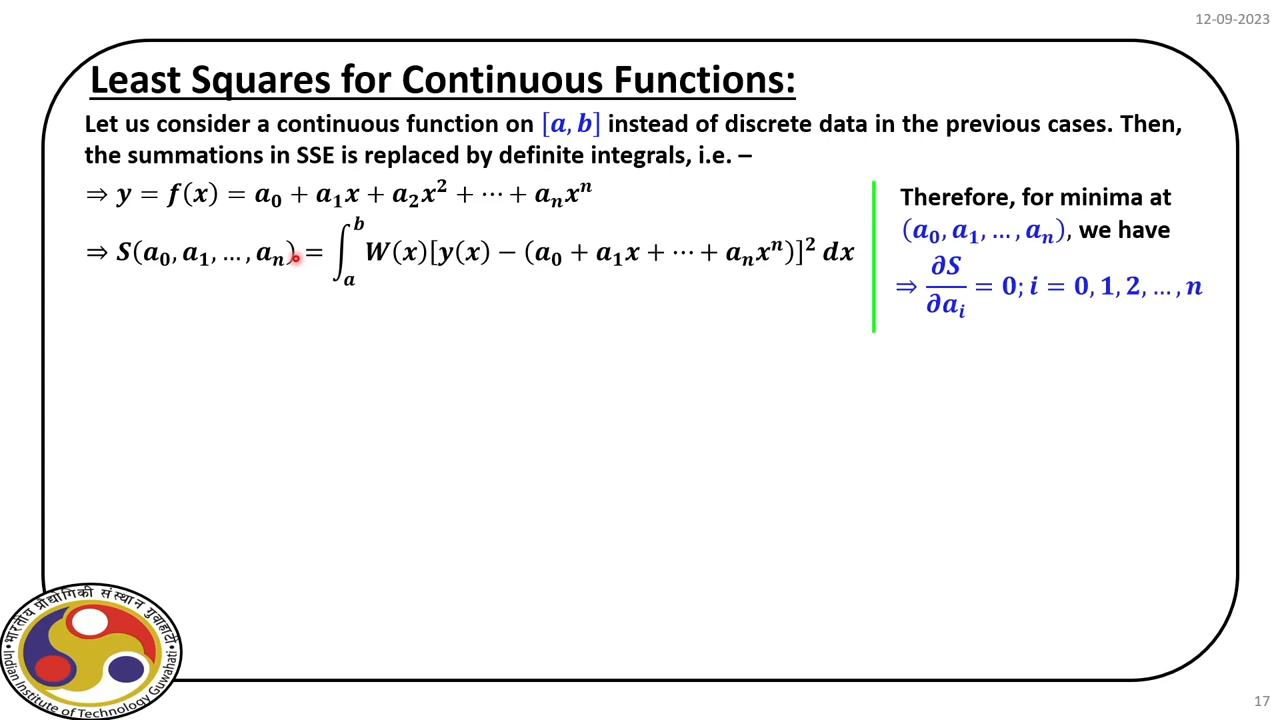 12-09-2023
Least Squares for Continuous Functions:
Let us consider a continuous function on [a, b] instead of discrete data in the previous cases. Then,
the summations in SSE is replaced by definite integrals, i.e. –
⇒ y = f(x) = a₀ + a₁x + a₂x² + ⋯ + aₙxⁿ
⇒ S(a₀, a₁, … , aₙ) = ∫ₐᵇ W(x)[y(x) − (a₀ + a₁x + ⋯ + aₙxⁿ)]² dx
Therefore, for minima at
(a₀, a₁, … , aₙ), we have
⇒ ∂S/∂aᵢ = 0; i = 0, 1, 2, … , n
भारतीय प्रौद्योगिकी संस्थान गुवाहाटी
Indian Institute of Technology Guwahati
17